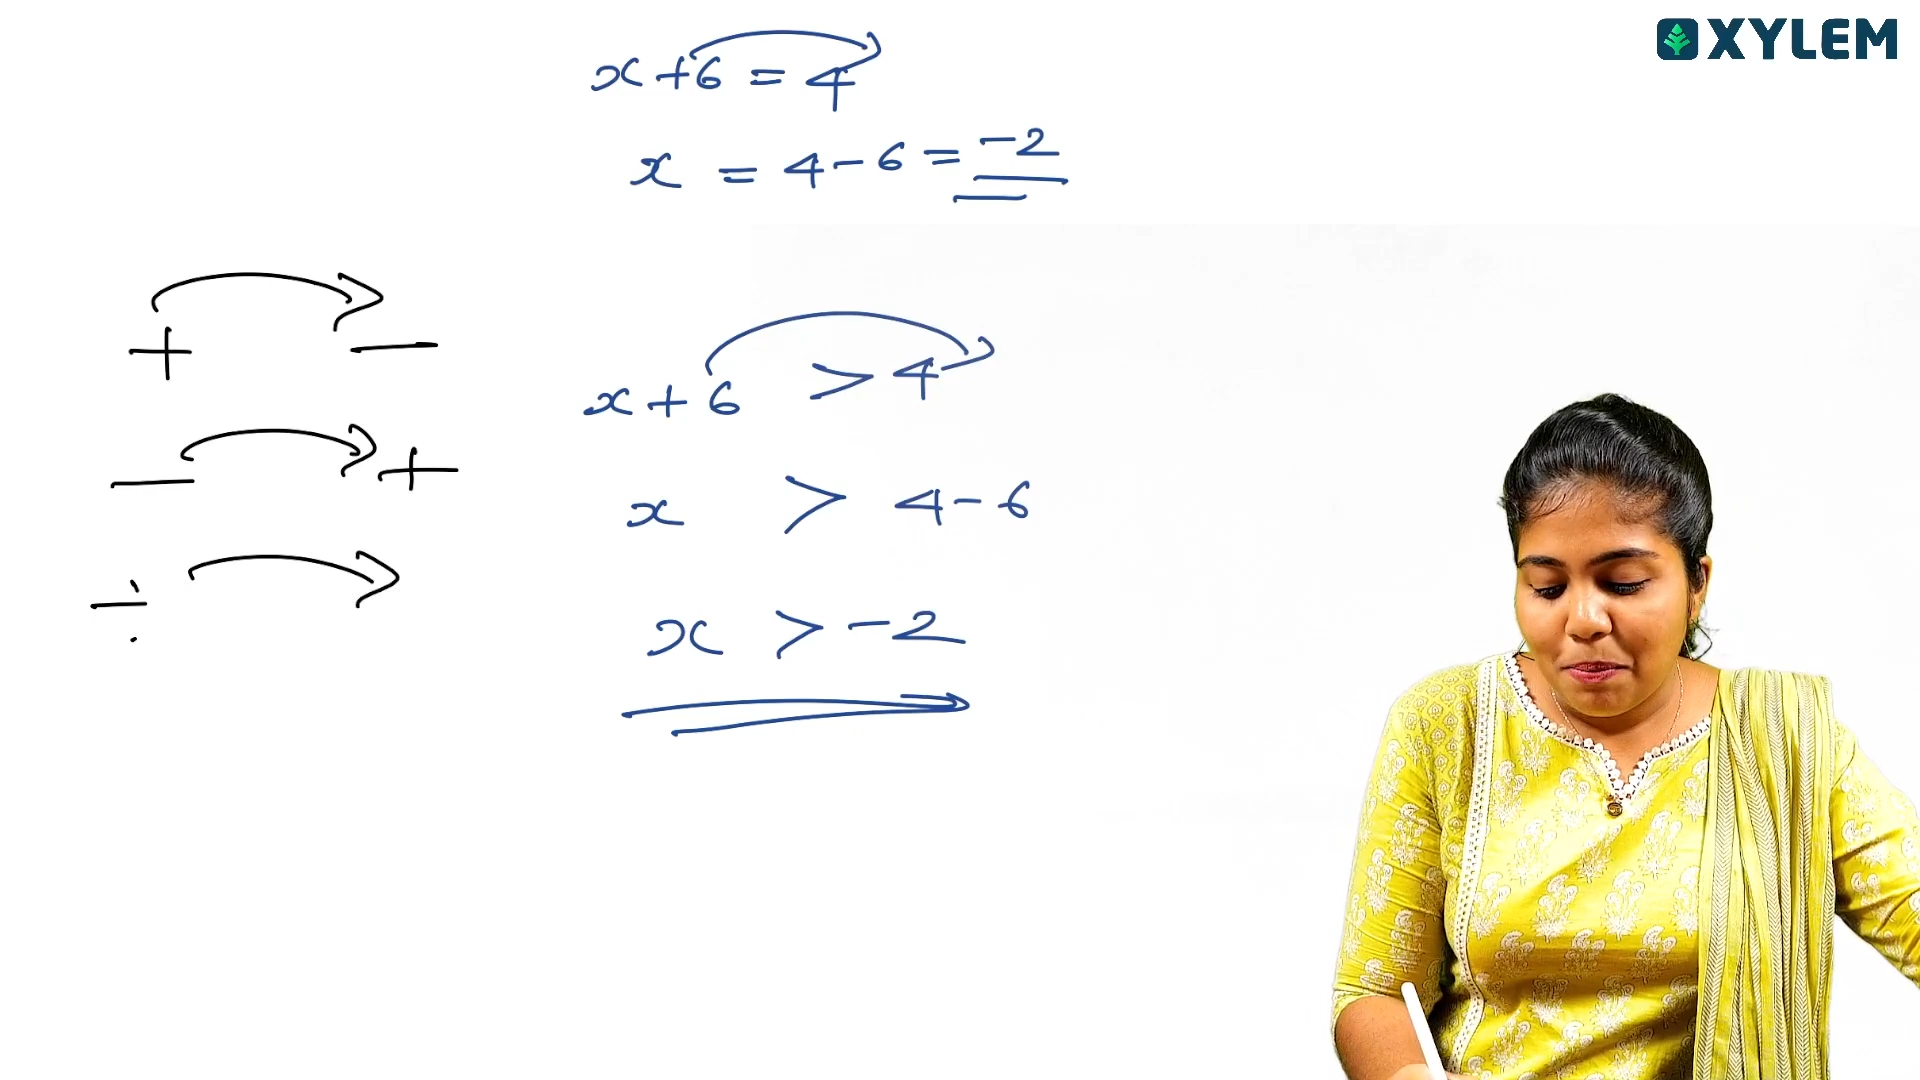 XYLEM
x + 6 = 4
x = 4 - 6 = -2
+ -
- +
÷
x + 6 > 4
x > 4 - 6
x > -2